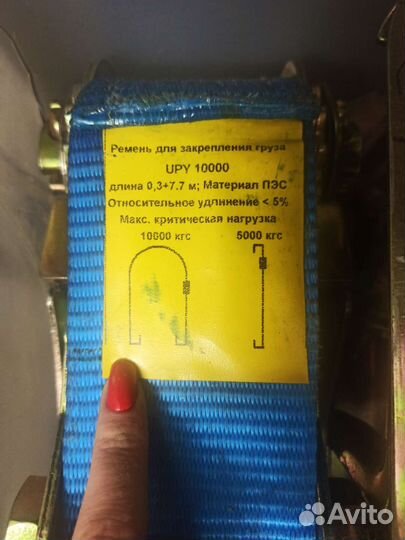 Ремень для закрепления груза
UPY 10000
длина 0,3+7.7 м; Материал ПЭС
Относительное удлинение < 5%
Макс. критическая нагрузка
10000 кгс 5000 кгс
Avito